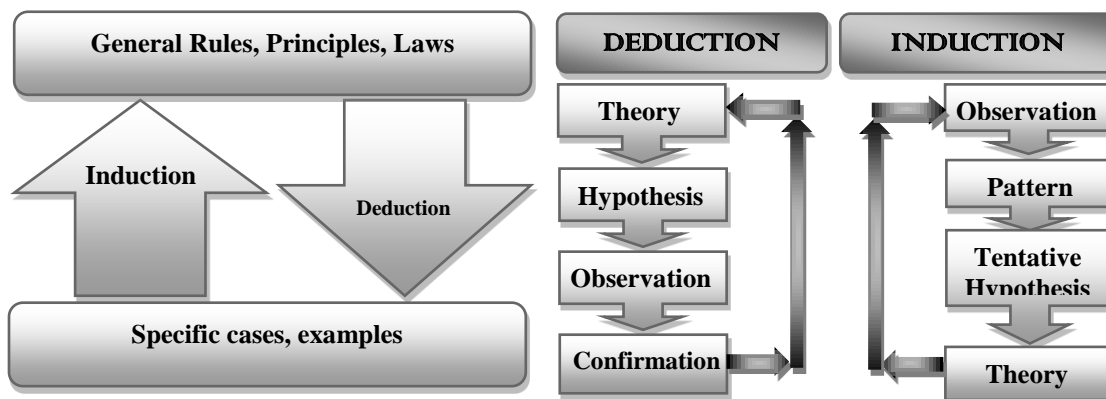 General Rules, Principles, Laws
Induction
Deduction
Specific cases, examples
DEDUCTION
Theory
Hypothesis
Observation
Confirmation
INDUCTION
Observation
Pattern
Tentative
Hypothesis
Theory